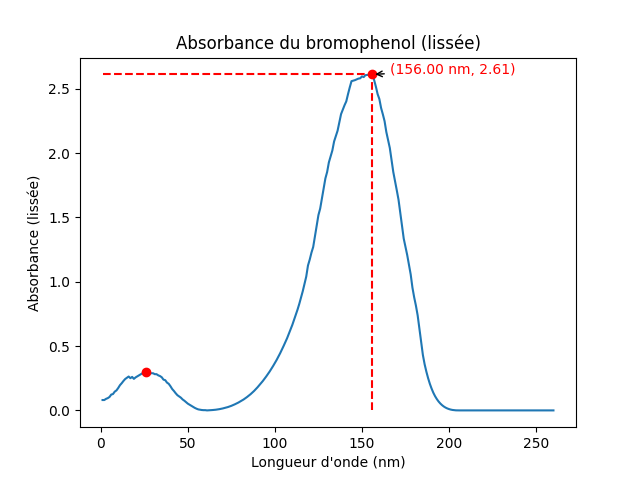 Absorbance du bromophenol (lissée)
(156.00 nm, 2.61)
Absorbance (lissée)
2.5
2.0
1.5
1.0
0.5
0.0
0 50 100 150 200 250
Longueur d'onde (nm)